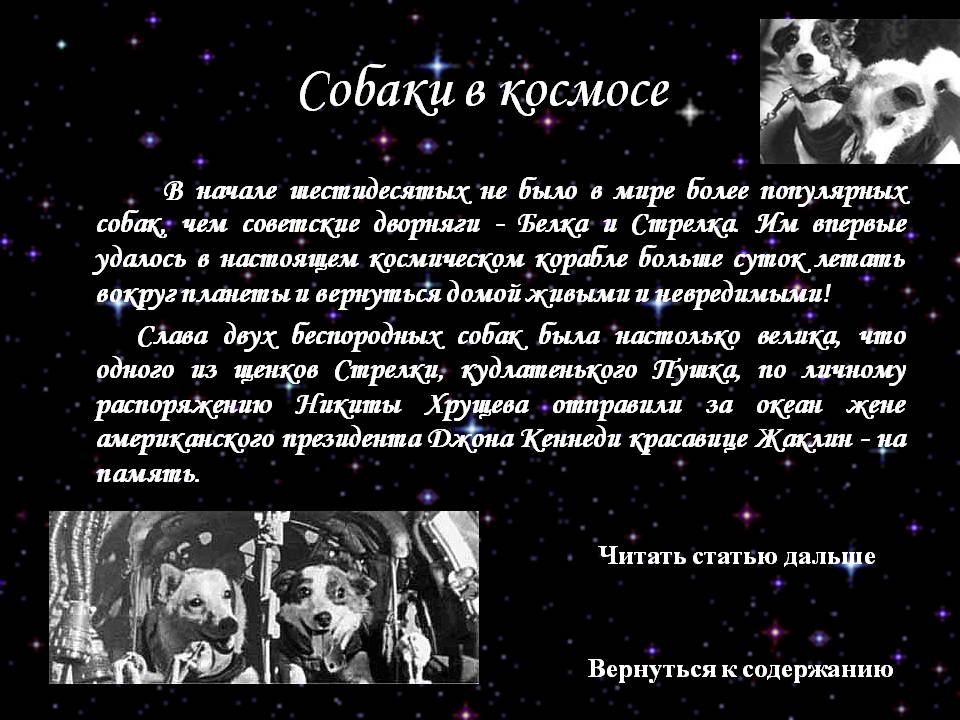 Собаки в космосе
В начале шестидесятых не было в мире более популярных
собак, чем советские дворняги - Белка и Стрелка. Им впервые
удалось в настоящем космическом корабле больше суток летать
вокруг планеты и вернуться домой живыми и невредимыми!
Слава двух беспородных собак была настолько велика, что
одного из щенков Стрелки, кудлатенького Пушка, по личному
распоряжению Никиты Хрущева отправили за океан жене
американского президента Джона Кеннеди красавице Жаклин - на
память.
Читать статью дальше
Вернуться к содержанию